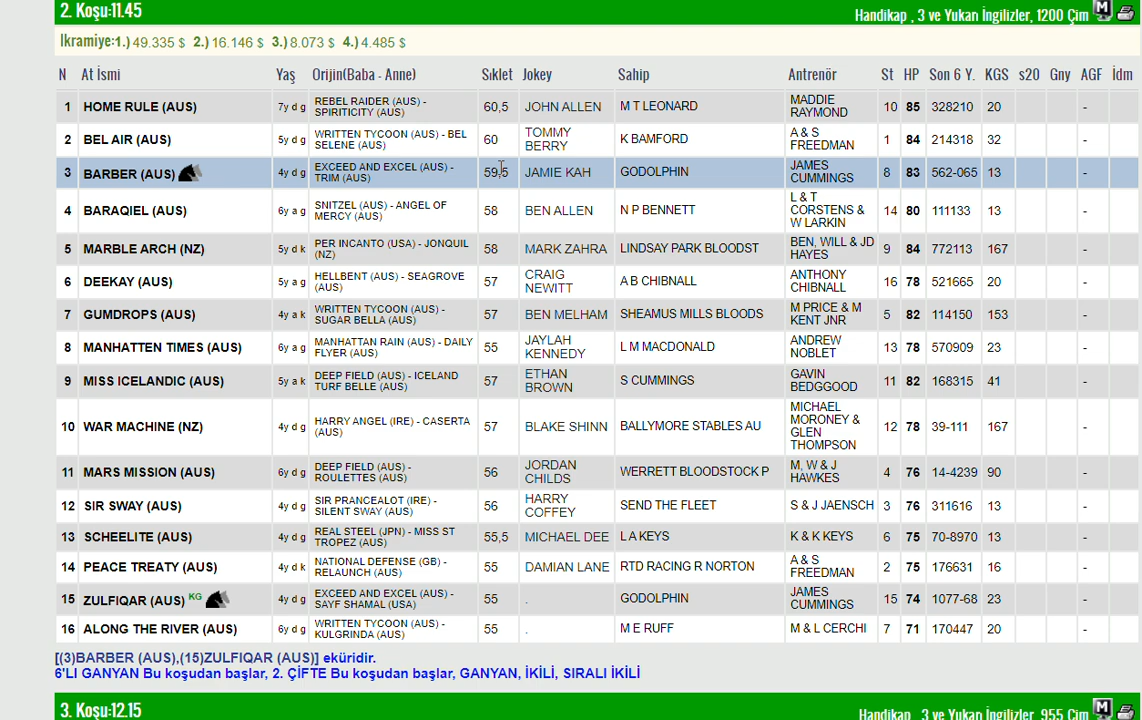 2. Koşu:11.45
Handikap , 3 ve Yukarı İngilizler, 1200 Çim M
İkramiye:1.) 49.335 $ 2.) 16.146 $ 3.) 8.073 $ 4.) 4.485 $
N At İsmi Yaş Orijin(Baba - Anne) Sıklet Jokey Sahip Antrenör St HP Son 6 Y. KGS s20 Gny AGF İdm
1 HOME RULE (AUS) 7y d g REBEL RAIDER (AUS) - SPIRITICITY (AUS) 60,5 JOHN ALLEN M T LEONARD MADDIE RAYMOND 10 85 328210 20 -
2 BEL AIR (AUS) 5y d g WRITTEN TYCOON (AUS) - BEL SELENE (AUS) 60 TOMMY BERRY K BAMFORD A & S FREEDMAN 1 84 214318 32 -
3 BARBER (AUS) 4y d g EXCEED AND EXCEL (AUS) - TRIM (AUS) 59,5 JAMIE KAH GODOLPHIN JAMES CUMMINGS 8 83 562-065 13 -
4 BARAQIEL (AUS) 6y a g SNITZEL (AUS) - ANGEL OF MERCY (AUS) 58 BEN ALLEN N P BENNETT L & T CORSTENS & W LARKIN 14 80 111133 13 -
5 MARBLE ARCH (NZ) 5y d k PER INCANTO (USA) - JONQUIL (NZ) 58 MARK ZAHRA LINDSAY PARK BLOODST BEN, WILL & JD HAYES 9 84 772113 167 -
6 DEEKAY (AUS) 5y a g HELLBENT (AUS) - SEAGROVE (AUS) 57 CRAIG NEWITT A B CHIBNALL ANTHONY CHIBNALL 16 78 521665 20 -
7 GUMDROPS (AUS) 4y a k WRITTEN TYCOON (AUS) - SUGAR BELLA (AUS) 57 BEN MELHAM SHEAMUS MILLS BLOODS M PRICE & M KENT JNR 5 82 114150 153 -
8 MANHATTEN TIMES (AUS) 6y a g MANHATTAN RAIN (AUS) - DAILY FLYER (AUS) 55 JAYLAH KENNEDY L M MACDONALD ANDREW NOBLET 13 78 570909 23 -
9 MISS ICELANDIC (AUS) 5y a k DEEP FIELD (AUS) - ICELAND TURF BELLE (AUS) 57 ETHAN BROWN S CUMMINGS GAVIN BEDGGOOD 11 82 168315 41 -
10 WAR MACHINE (NZ) 4y d g HARRY ANGEL (IRE) - CASERTA (AUS) 57 BLAKE SHINN BALLYMORE STABLES AU MICHAEL MORONEY & GLEN THOMPSON 12 78 39-111 167 -
11 MARS MISSION (AUS) 6y d g DEEP FIELD (AUS) - ROULETTES (AUS) 56 JORDAN CHILDS WERRETT BLOODSTOCK P M, W & J HAWKES 4 76 14-4239 90 -
12 SIR SWAY (AUS) 4y d g SIR PRANCEALOT (IRE) - SILENT SWAY (AUS) 56 HARRY COFFEY SEND THE FLEET S & J JAENSCH 3 76 311616 13 -
13 SCHEELITE (AUS) 4y d g REAL STEEL (JPN) - MISS ST TROPEZ (AUS) 55,5 MICHAEL DEE L A KEYS K & K KEYS 6 75 70-8970 13 -
14 PEACE TREATY (AUS) 4y d k NATIONAL DEFENSE (GB) - RELAUNCH (AUS) 55 DAMIAN LANE RTD RACING R NORTON A & S FREEDMAN 2 75 176631 16 -
15 ZULFIQAR (AUS) KG 4y d g EXCEED AND EXCEL (AUS) - SAYF SHAMAL (USA) 55 . GODOLPHIN JAMES CUMMINGS 15 74 1077-68 23 -
16 ALONG THE RIVER (AUS) 6y d g WRITTEN TYCOON (AUS) - KULGRINDA (AUS) 55 . M E RUFF M & L CERCHI 7 71 170447 20 -
[(3)BARBER (AUS),(15)ZULFIQAR (AUS)] eküridir.
6'LI GANYAN Bu koşudan başlar, 2. ÇİFTE Bu koşudan başlar, GANYAN, İKİLİ, SIRALI İKİLİ
3. Koşu:12.15
Handikap , 3 ve Yukarı İngilizler, 955 Çim M